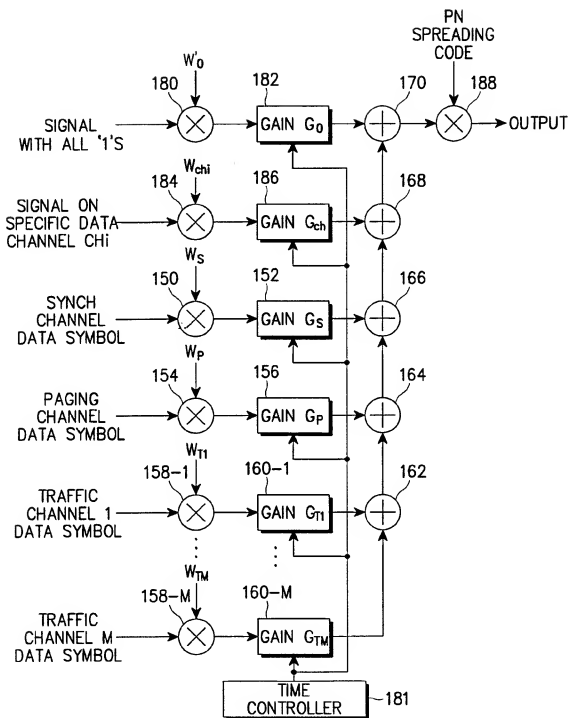 PN
SPREADING
CODE
W'0
180
182
170
188
SIGNAL
WITH ALL '1'S
GAIN G0
OUTPUT
Wchi
184
186
168
SIGNAL ON
SPECIFIC DATA
CHANNEL CHi
GAIN Gch
WS
150
152
166
SYNCH
CHANNEL
DATA SYMBOL
GAIN GS
WP
154
156
164
PAGING
CHANNEL
DATA SYMBOL
GAIN GP
WT1
158-1
160-1
162
TRAFFIC
CHANNEL 1
DATA SYMBOL
GAIN GT1
WTM
158-M
160-M
TRAFFIC
CHANNEL M
DATA SYMBOL
GAIN GTM
TIME
CONTROLLER
181